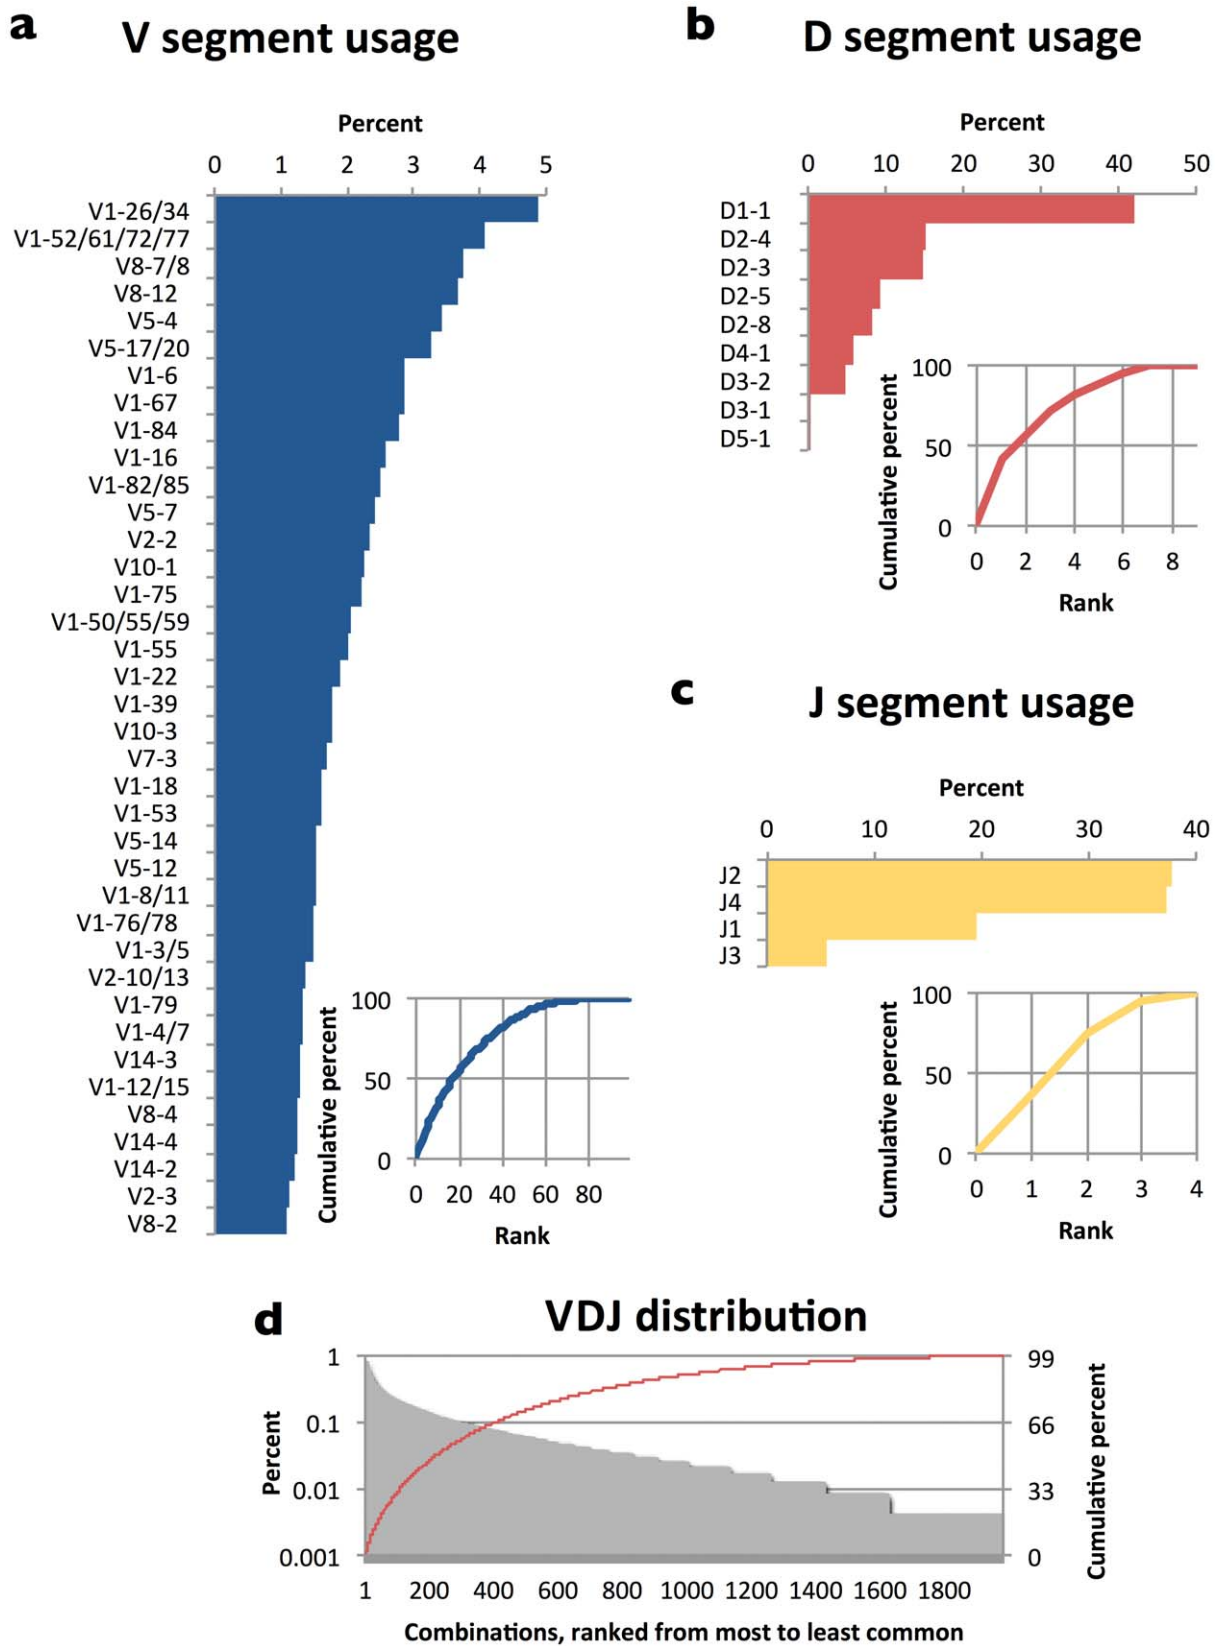 a
V segment usage
Percent
0 1 2 3 4 5
V1-26/34
V1-52/61/72/77
V8-7/8
V8-12
V5-4
V5-17/20
V1-6
V1-67
V1-84
V1-16
V1-82/85
V5-7
V2-2
V10-1
V1-75
V1-50/55/59
V1-55
V1-22
V1-39
V10-3
V7-3
V1-18
V1-53
V5-14
V5-12
V1-8/11
V1-76/78
V1-3/5
V2-10/13
V1-79
V1-4/7
V14-3
V1-12/15
V8-4
V14-4
V14-2
V2-3
V8-2
Cumulative percent
100
50
0
0 20 40 60 80
Rank
b
D segment usage
Percent
0 10 20 30 40 50
D1-1
D2-4
D2-3
D2-5
D2-8
D4-1
D3-2
D3-1
D5-1
Cumulative percent
100
50
0
0 2 4 6 8
Rank
c
J segment usage
Percent
0 10 20 30 40
J2
J4
J1
J3
Cumulative percent
100
50
0
0 1 2 3 4
Rank
d
VDJ distribution
Percent
1
0.1
0.01
0.001
99
66
33
0
Cumulative percent
1 200 400 600 800 1000 1200 1400 1600 1800
Combinations, ranked from most to least common